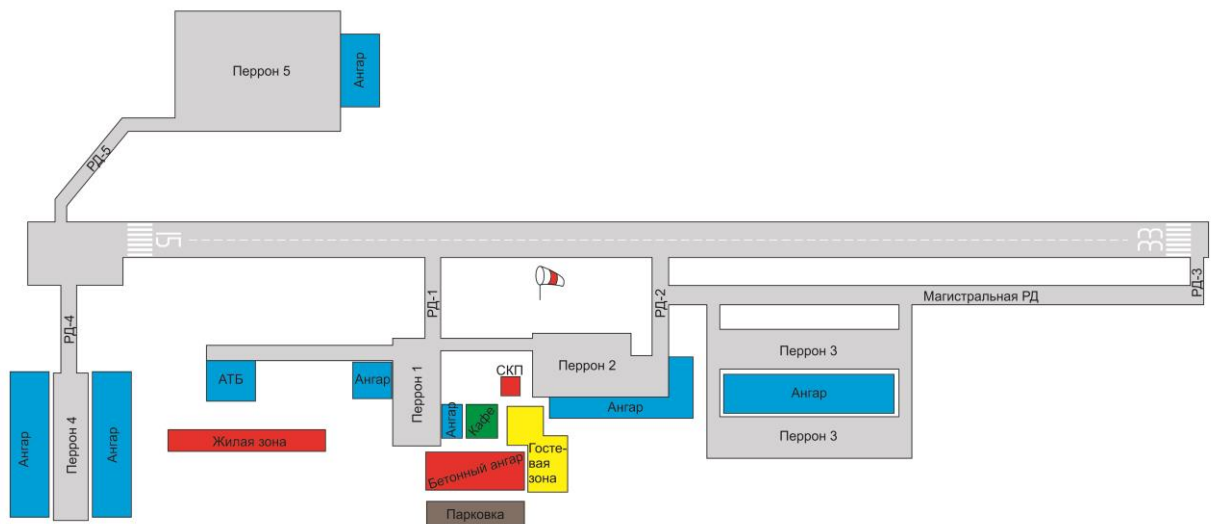 Перрон 5
Ангар
РД-5
15
33
РД-1
РД-2
РД-3
Магистральная РД
РД-4
Перрон 3
СКП
Перрон 2
АТБ
Ангар
Перрон 1
Ангар
Ангар
Ангар
Кафе
Ангар
Перрон 4
Ангар
Жилая зона
Перрон 3
Бетонный ангар
Госте-
вая
зона
Парковка